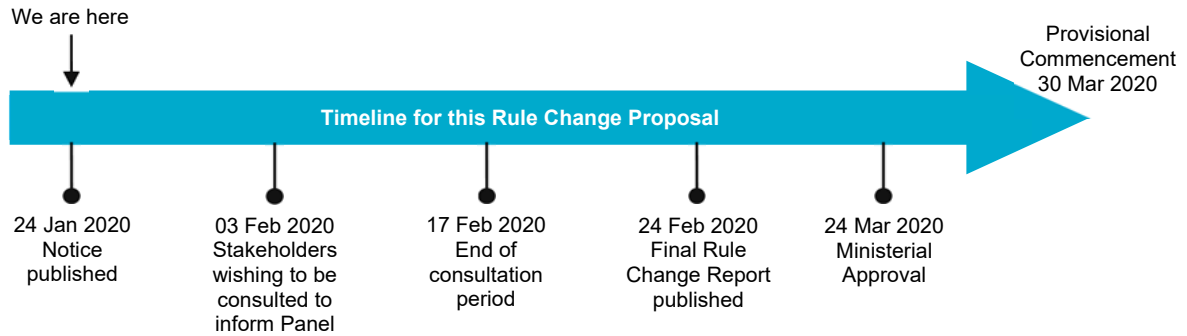 We are here
Provisional
Commencement
30 Mar 2020
Timeline for this Rule Change Proposal
24 Jan 2020
Notice
published
03 Feb 2020
Stakeholders
wishing to be
consulted to
inform Panel
17 Feb 2020
End of
consultation
period
24 Feb 2020
Final Rule
Change Report
published
24 Mar 2020
Ministerial
Approval